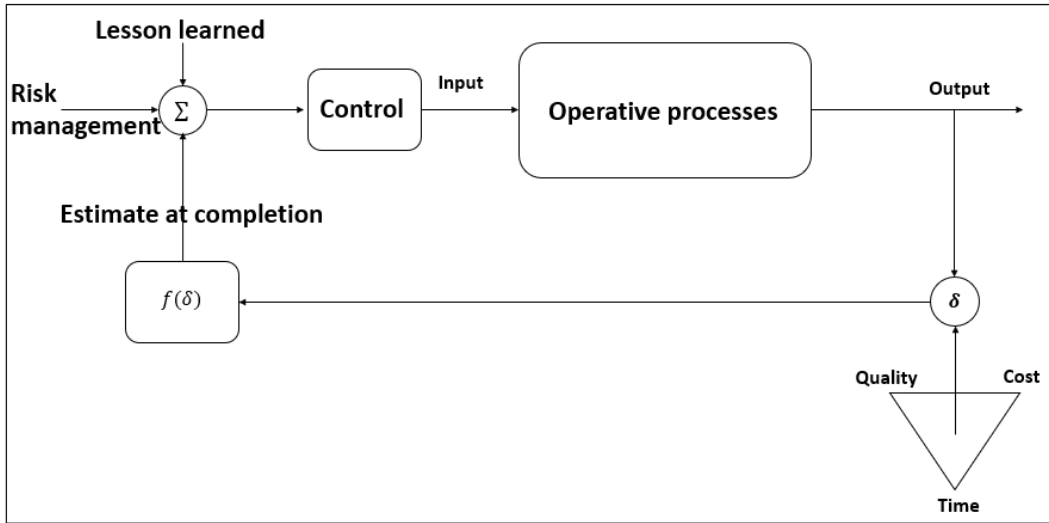 Lesson learned
Risk
management
Σ
Control
Input
Operative processes
Output
Estimate at completion
f(δ)
δ
Quality
Cost
Time